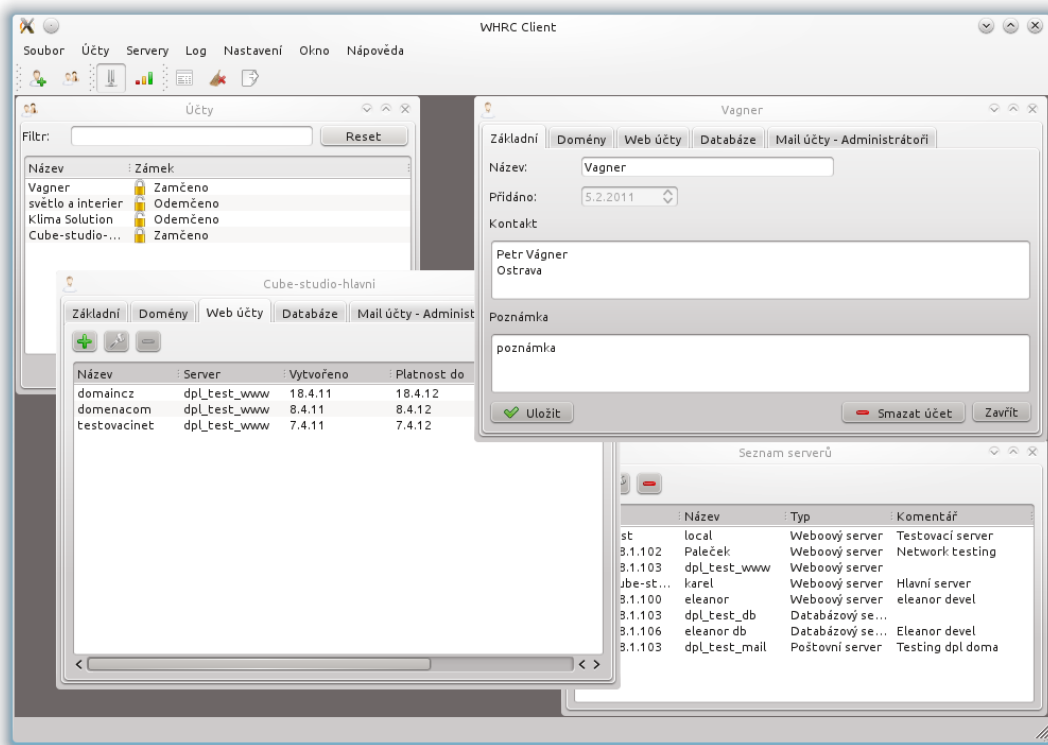 WHRC Client
Soubor Účty Servery Log Nastavení Okno Nápověda
Účty
Filtr: Reset
Název Zámek
Vagner Zamčeno
světlo a interier Odemčeno
Klima Solution Odemčeno
Cube-studio-... Zamčeno
Vagner
Základní Domény Web účty Databáze Mail účty - Administrátoři
Název: Vagner
Přidáno: 5.2.2011
Kontakt
Petr Vágner
Ostrava
Poznámka
poznámka
Uložit Smazat účet Zavřít
Cube-studio-hlavni
Základní Domény Web účty Databáze Mail účty - Administ
Název Server Vytvořeno Platnost do
domaincz dpl_test_www 18.4.11 18.4.12
domenacom dpl_test_www 8.4.11 8.4.12
testovacinet dpl_test_www 7.4.11 7.4.12
Seznam serverů
Název Typ Komentář
st local Weboový server Testovací server
8.1.102 Paleček Weboový server Network testing
8.1.103 dpl_test_www Weboový server
ube-st... karel Weboový server Hlavní server
8.1.100 eleanor Weboový server eleanor devel
8.1.103 dpl_test_db Databázový se...
8.1.106 eleanor db Databázový se... Eleanor devel
8.1.103 dpl_test_mail Poštovní server Testing dpl doma